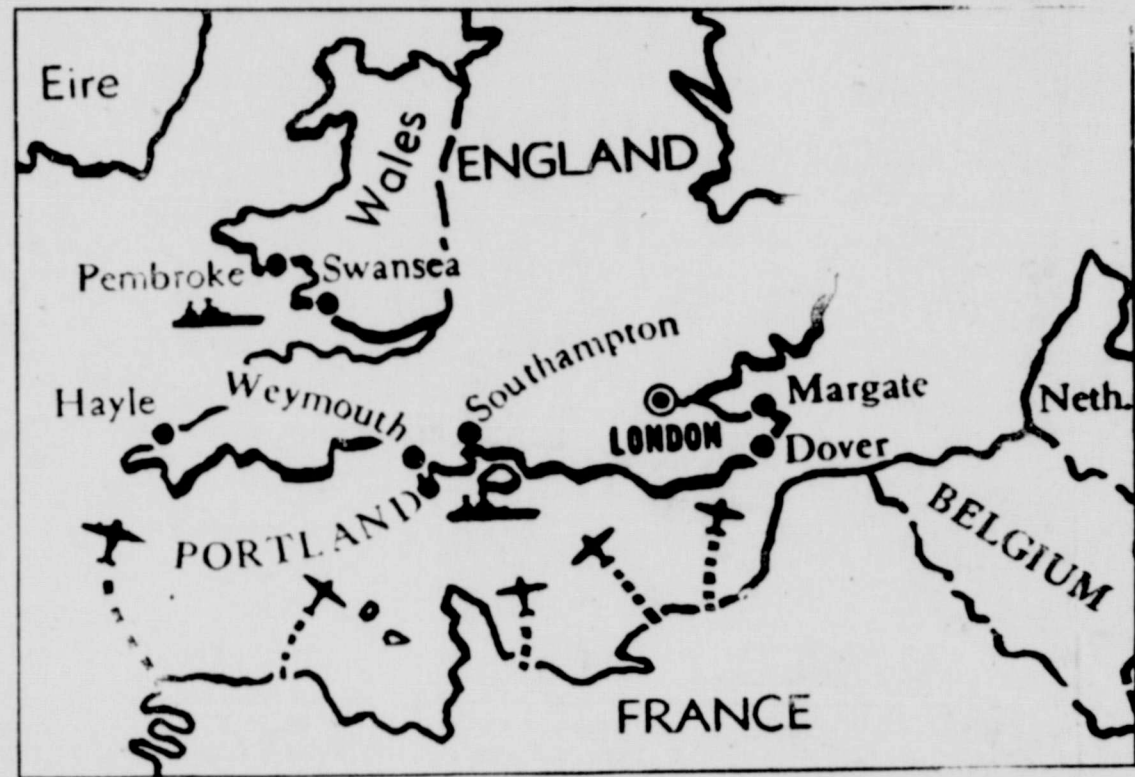 Eire
Wales
ENGLAND
Pembroke
Swansea
Southampton
Weymouth
Hayle
LONDON
Margate
Dover
PORTLAND
Neth.
BELGIUM
FRANCE